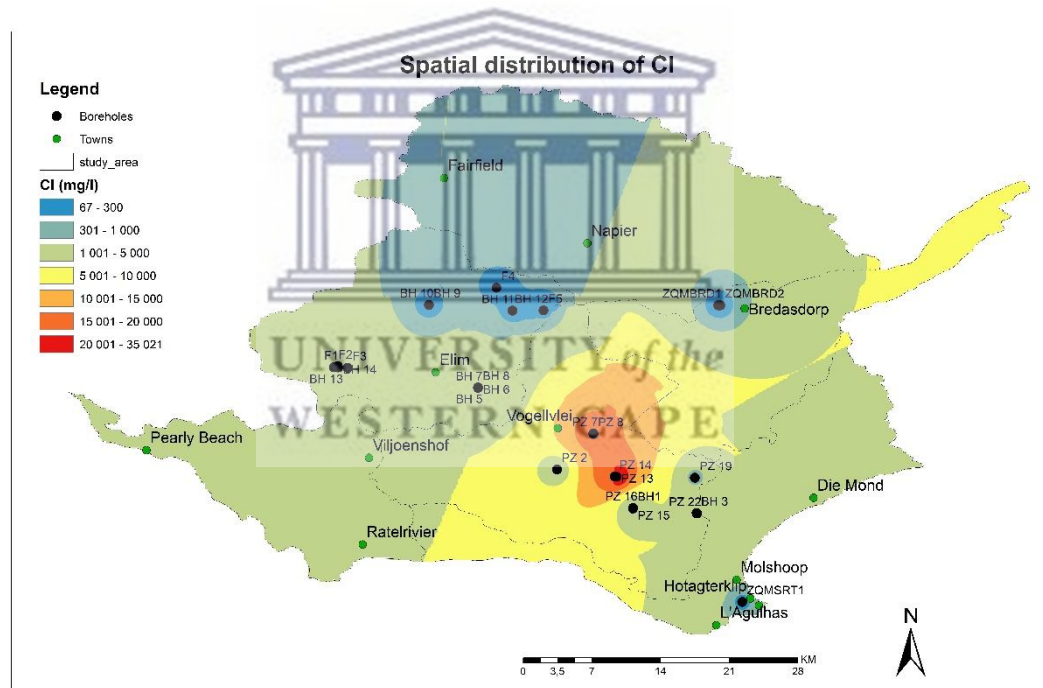 Spatial distribution of Cl
Legend
Boreholes
Towns
study_area
Cl (mg/l)
67 - 300
301 - 1 000
1 001 - 5 000
5 001 - 10 000
10 001 - 15 000
15 001 - 20 000
20 001 - 35 021
Fairfield
Napier
F4
BH 10BH 9
BH 11BH 12F5
ZQMBRD1 ZQMBRD2
Bredasdorp
UNIVERSITY of the
F1F2F3
BH 13
H 14
Elim
BH 7BH 8
BH 6
BH 5
WESTERN CAPE
Vogellvlei
PZ 7PZ 8
Pearly Beach
Viljoenshof
PZ 2
PZ 14
PZ 13
PZ 19
Die Mond
PZ 16BH1
PZ 15
PZ 22BH 3
Ratelrivier
Molshoop
Hotagterklip
ZQMSRT1
L'Agulhas
N
KM
0 3,5 7 14 21 28